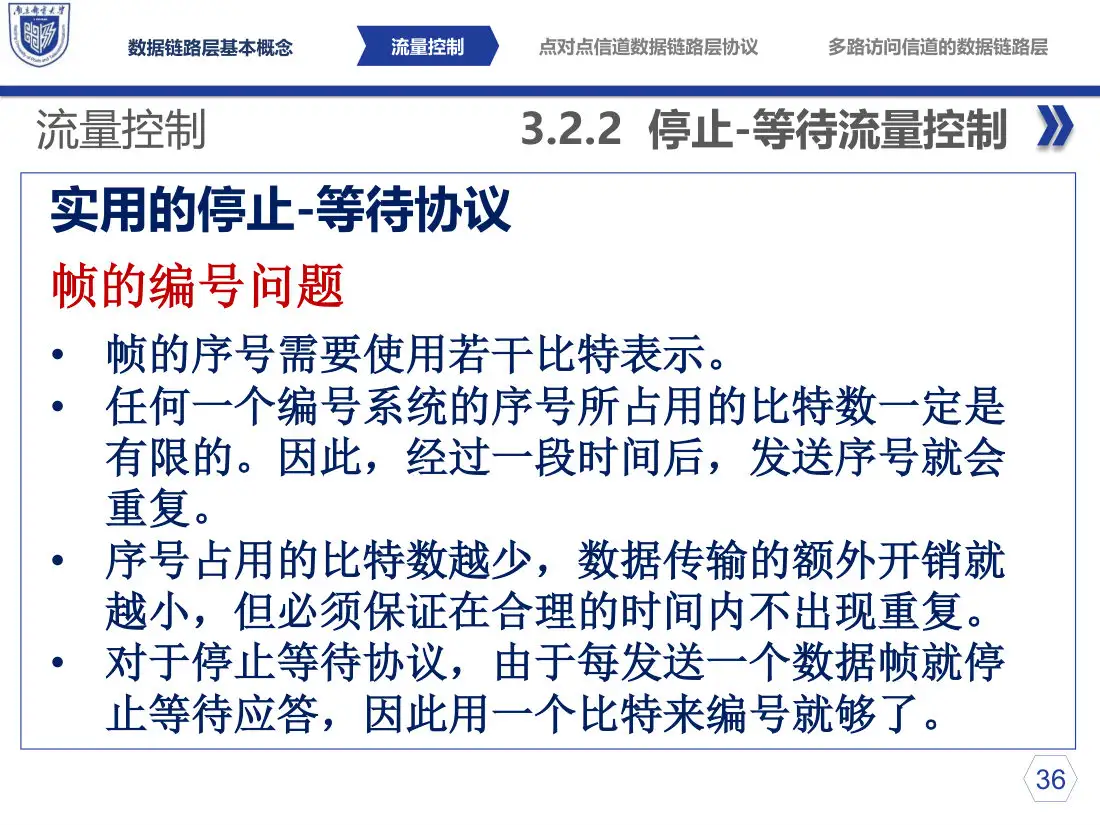 数据链路层基本概念
流量控制
点对点信道数据链路层协议
多路访问信道的数据链路层
流量控制
3.2.2 停止-等待流量控制
实用的停止-等待协议
帧的编号问题
• 帧的序号需要使用若干比特表示。
• 任何一个编号系统的序号所占用的比特数一定是
有限的。因此，经过一段时间后，发送序号就会
重复。
• 序号占用的比特数越少，数据传输的额外开销就
越小，但必须保证在合理的时间内不出现重复。
• 对于停止等待协议，由于每发送一个数据帧就停
止等待应答，因此用一个比特来编号就够了。
36